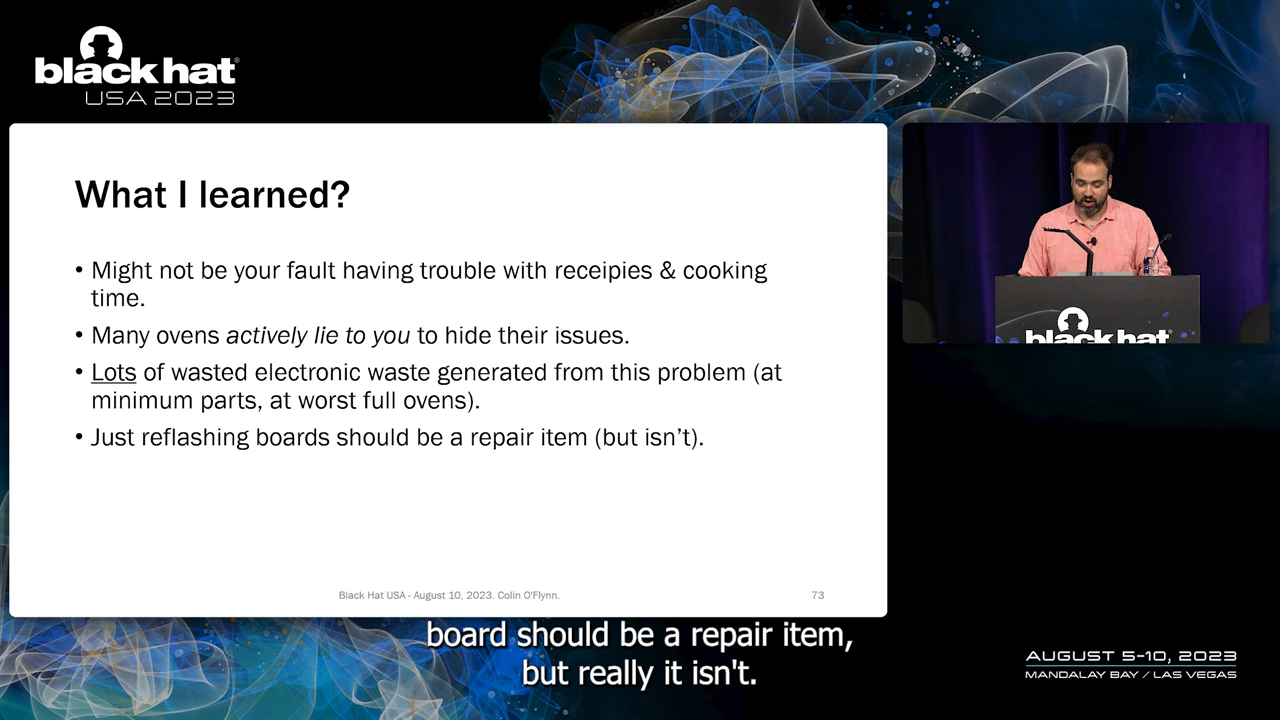 black hat®
USA 2023
What I learned?
• Might not be your fault having trouble with receipies & cooking
time.
• Many ovens actively lie to you to hide their issues.
• Lots of wasted electronic waste generated from this problem (at
minimum parts, at worst full ovens).
• Just reflashing boards should be a repair item (but isn’t).
Black Hat USA - August 10, 2023. Colin O'Flynn.
73
black hat
board should be a repair item,
but really it isn't.
AUGUST 5-10, 2023
MANDALAY BAY / LAS VEGAS